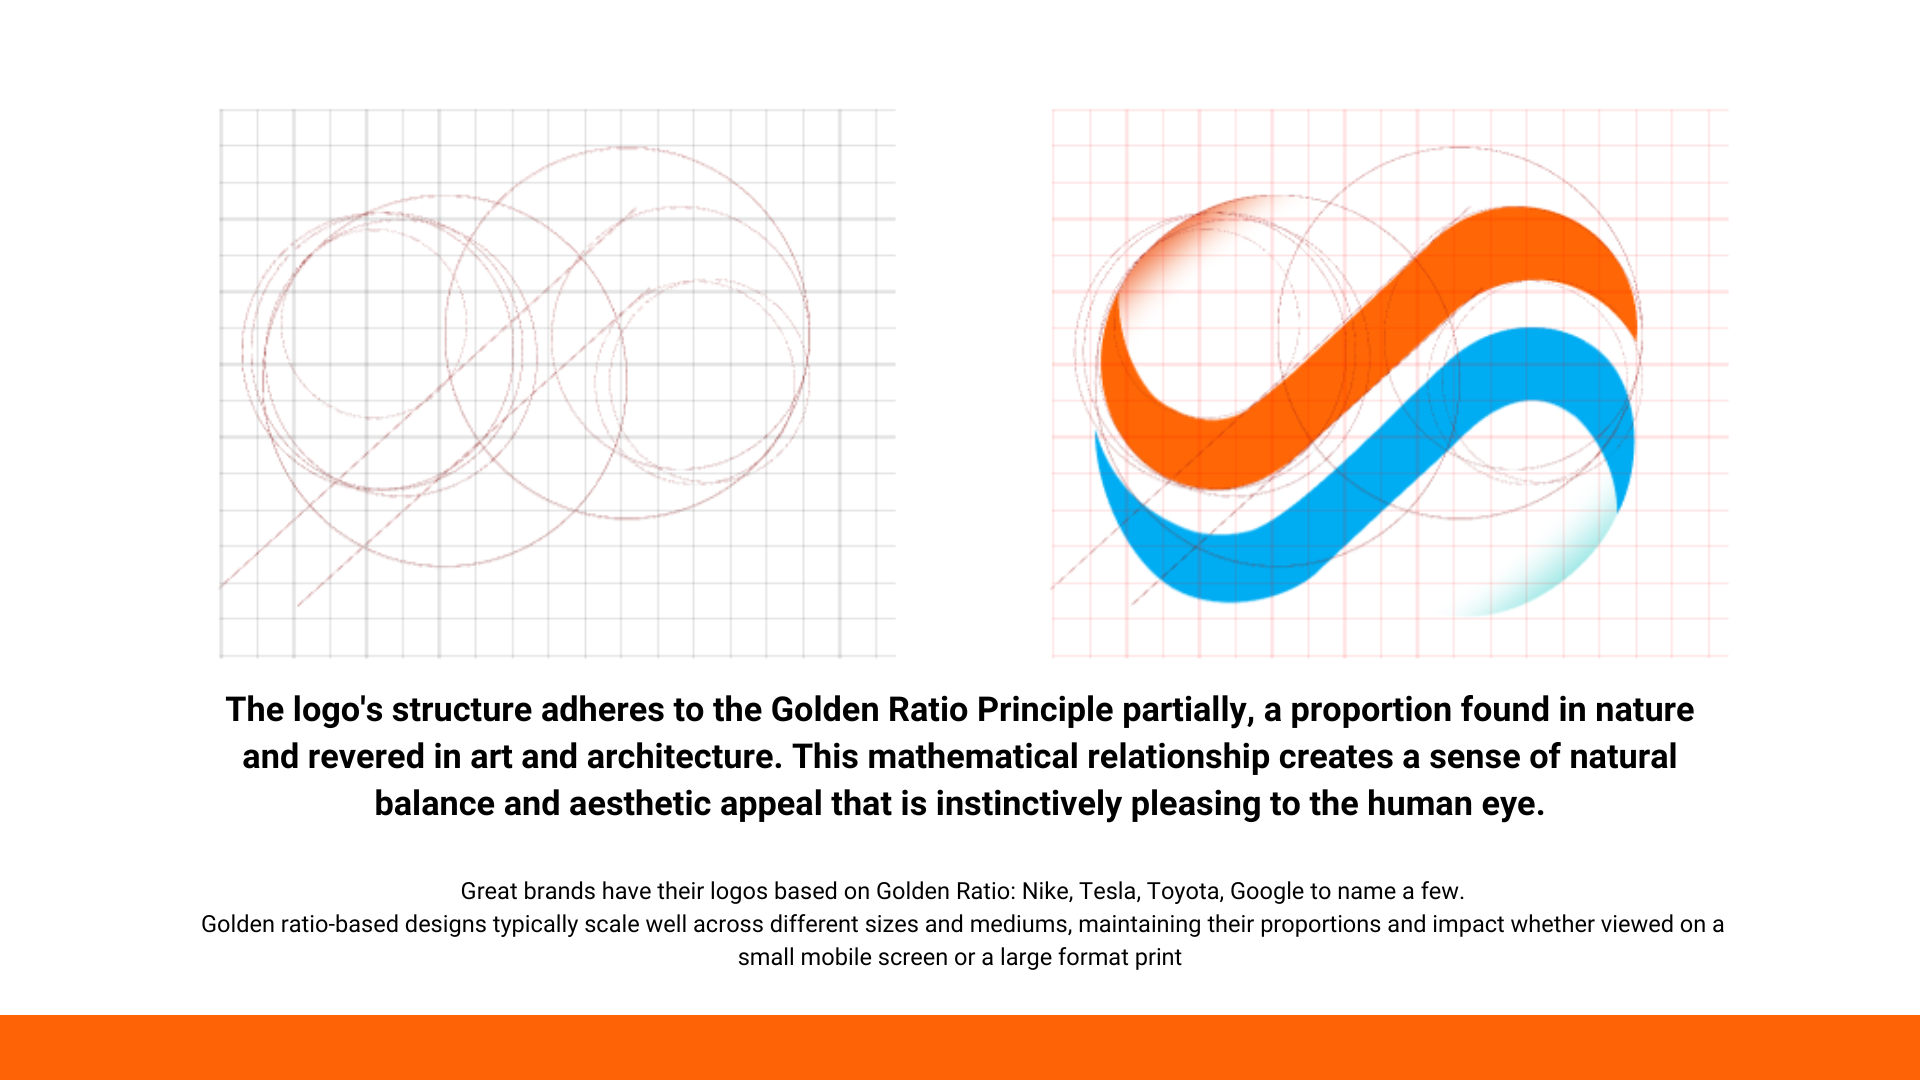 The logo's structure adheres to the Golden Ratio Principle partially, a proportion found in nature
and revered in art and architecture. This mathematical relationship creates a sense of natural
balance and aesthetic appeal that is instinctively pleasing to the human eye.
Great brands have their logos based on Golden Ratio: Nike, Tesla, Toyota, Google to name a few.
Golden ratio-based designs typically scale well across different sizes and mediums, maintaining their proportions and impact whether viewed on a
small mobile screen or a large format print